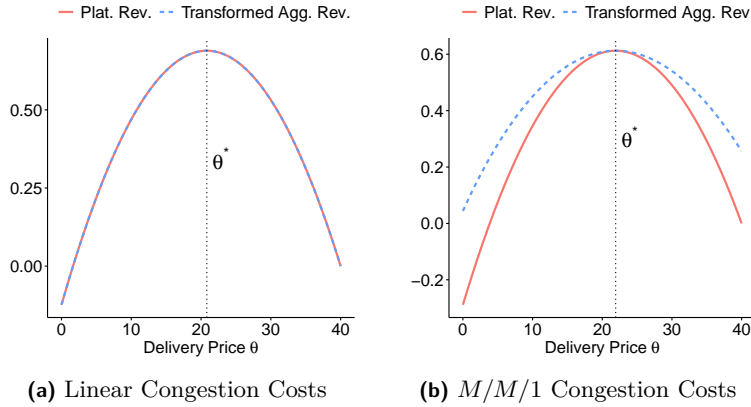 Plat. Rev. Transformed Agg. Rev.
0.50
0.25
0.00
θ*
0 10 20 30 40
Delivery Price θ
(a) Linear Congestion Costs
Plat. Rev. Transformed Agg. Rev.
0.6
0.4
0.2
0.0
−0.2
θ*
0 10 20 30 40
Delivery Price θ
(b) M/M/1 Congestion Costs